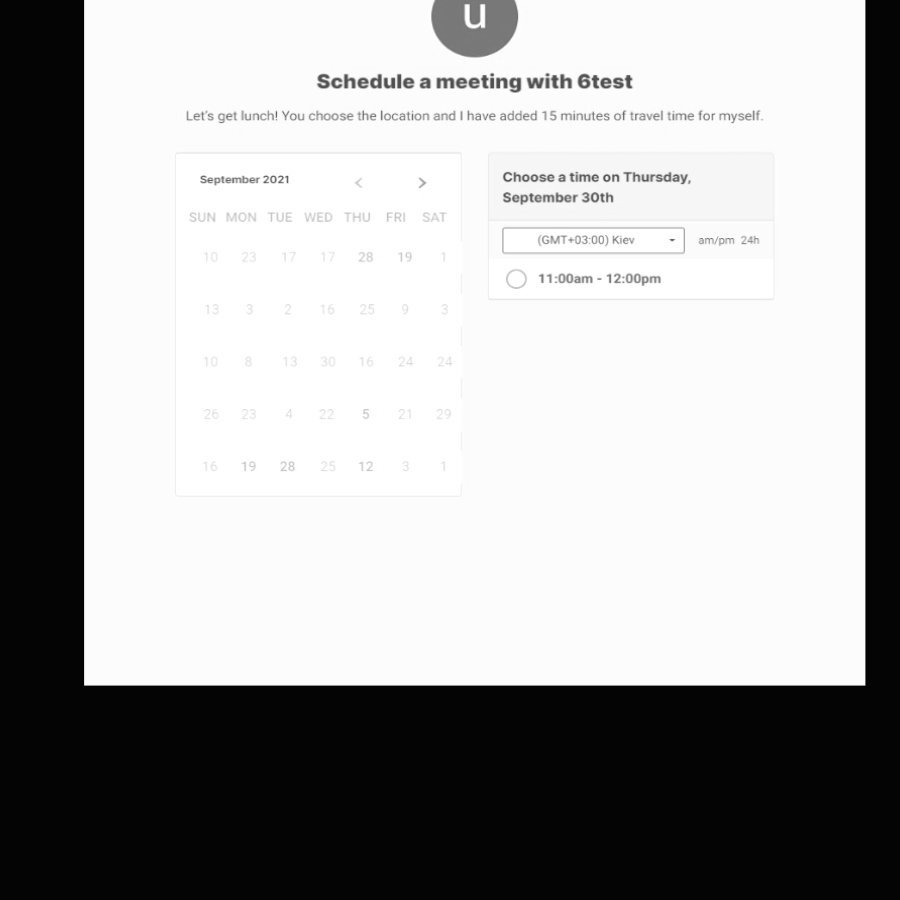 u
Schedule a meeting with 6test
Let's get lunch! You choose the location and I have added 15 minutes of travel time for myself.
September 2021 < >
SUN MON TUE WED THU FRI SAT
10 23 17 17 28 19 1
13 3 2 16 25 9 3
10 8 13 30 16 24 24
26 23 4 22 5 21 29
16 19 28 25 12 3 1
Choose a time on Thursday,
September 30th
(GMT+03:00) Kiev am/pm 24h
11:00am - 12:00pm